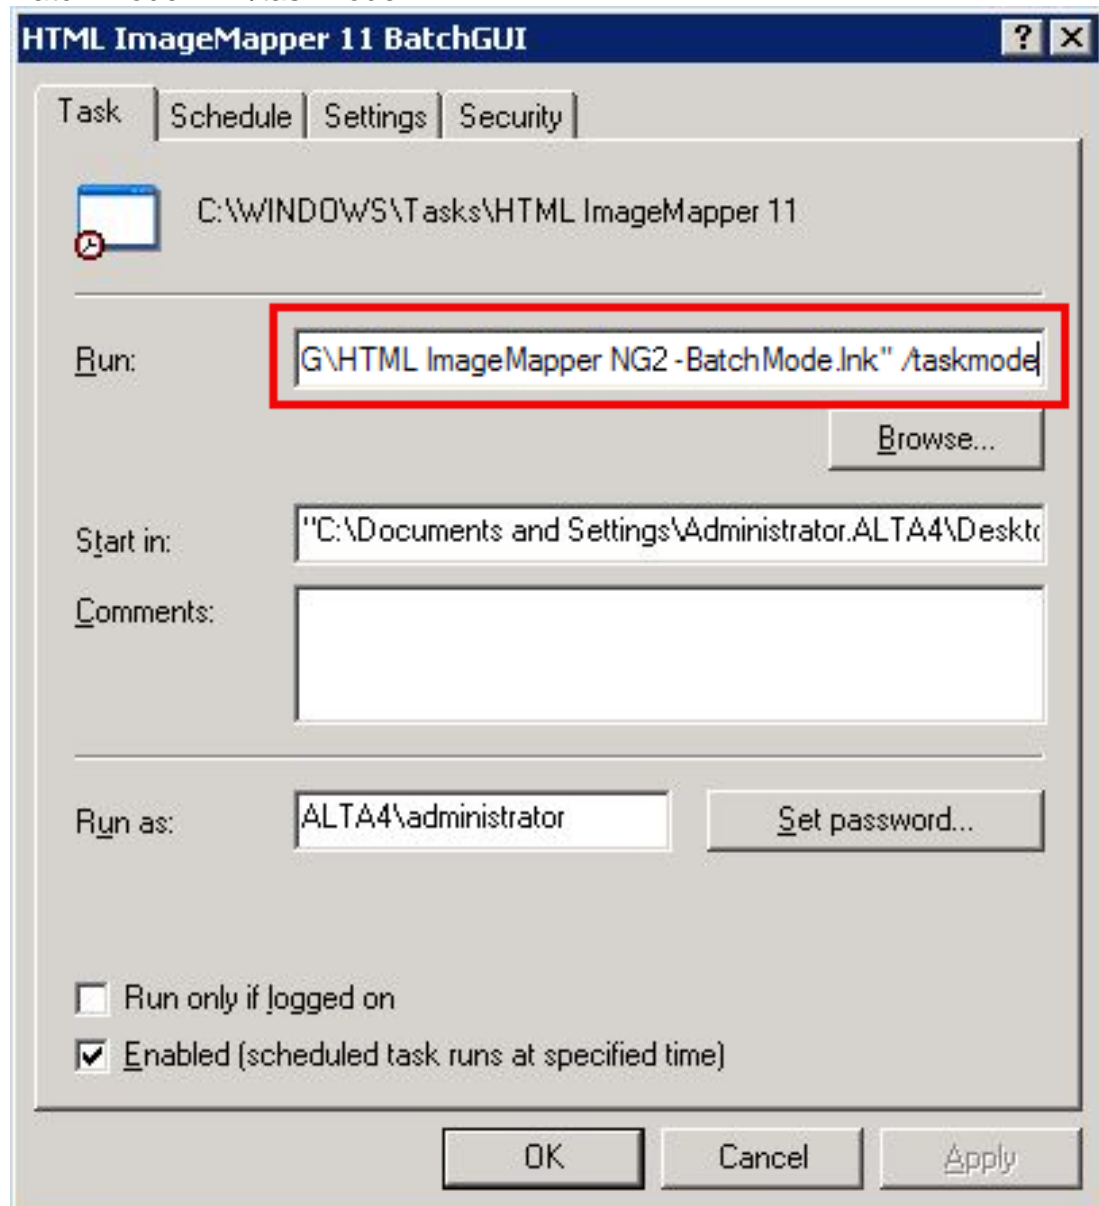 HTML ImageMapper 11 BatchGUI
Task Schedule Settings Security
C:\WINDOWS\Tasks\HTML ImageMapper 11
Run: G\HTML ImageMapper NG2 -BatchMode.lnk" /taskmode
Browse...
Start in: "C:\Documents and Settings\Administrator.ALTA4\Deskto
Comments:
Run as: ALTA4\administrator Set password...
Run only if logged on
Enabled (scheduled task runs at specified time)
OK Cancel Apply